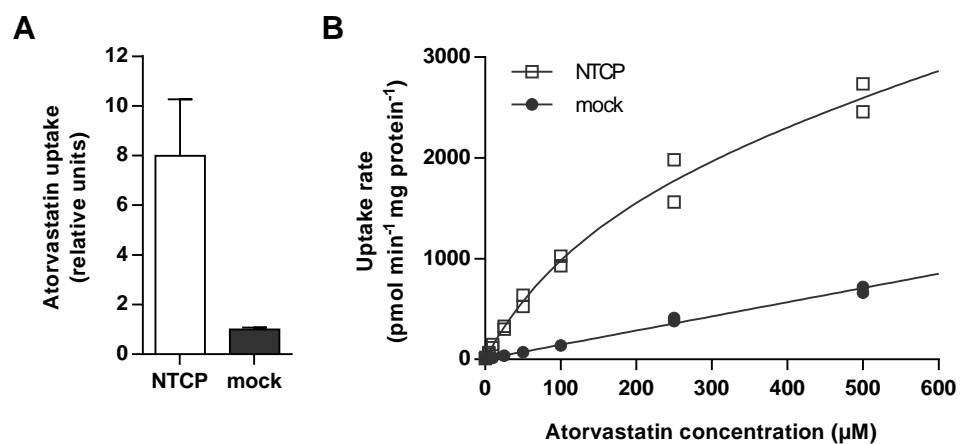 A
12
10
8
6
4
2
0
Atorvastatin uptake
(relative units)
NTCP mock
B
3000
2000
1000
0
Uptake rate
(pmol min⁻¹ mg protein⁻¹)
NTCP
mock
0 100 200 300 400 500 600
Atorvastatin concentration (µM)